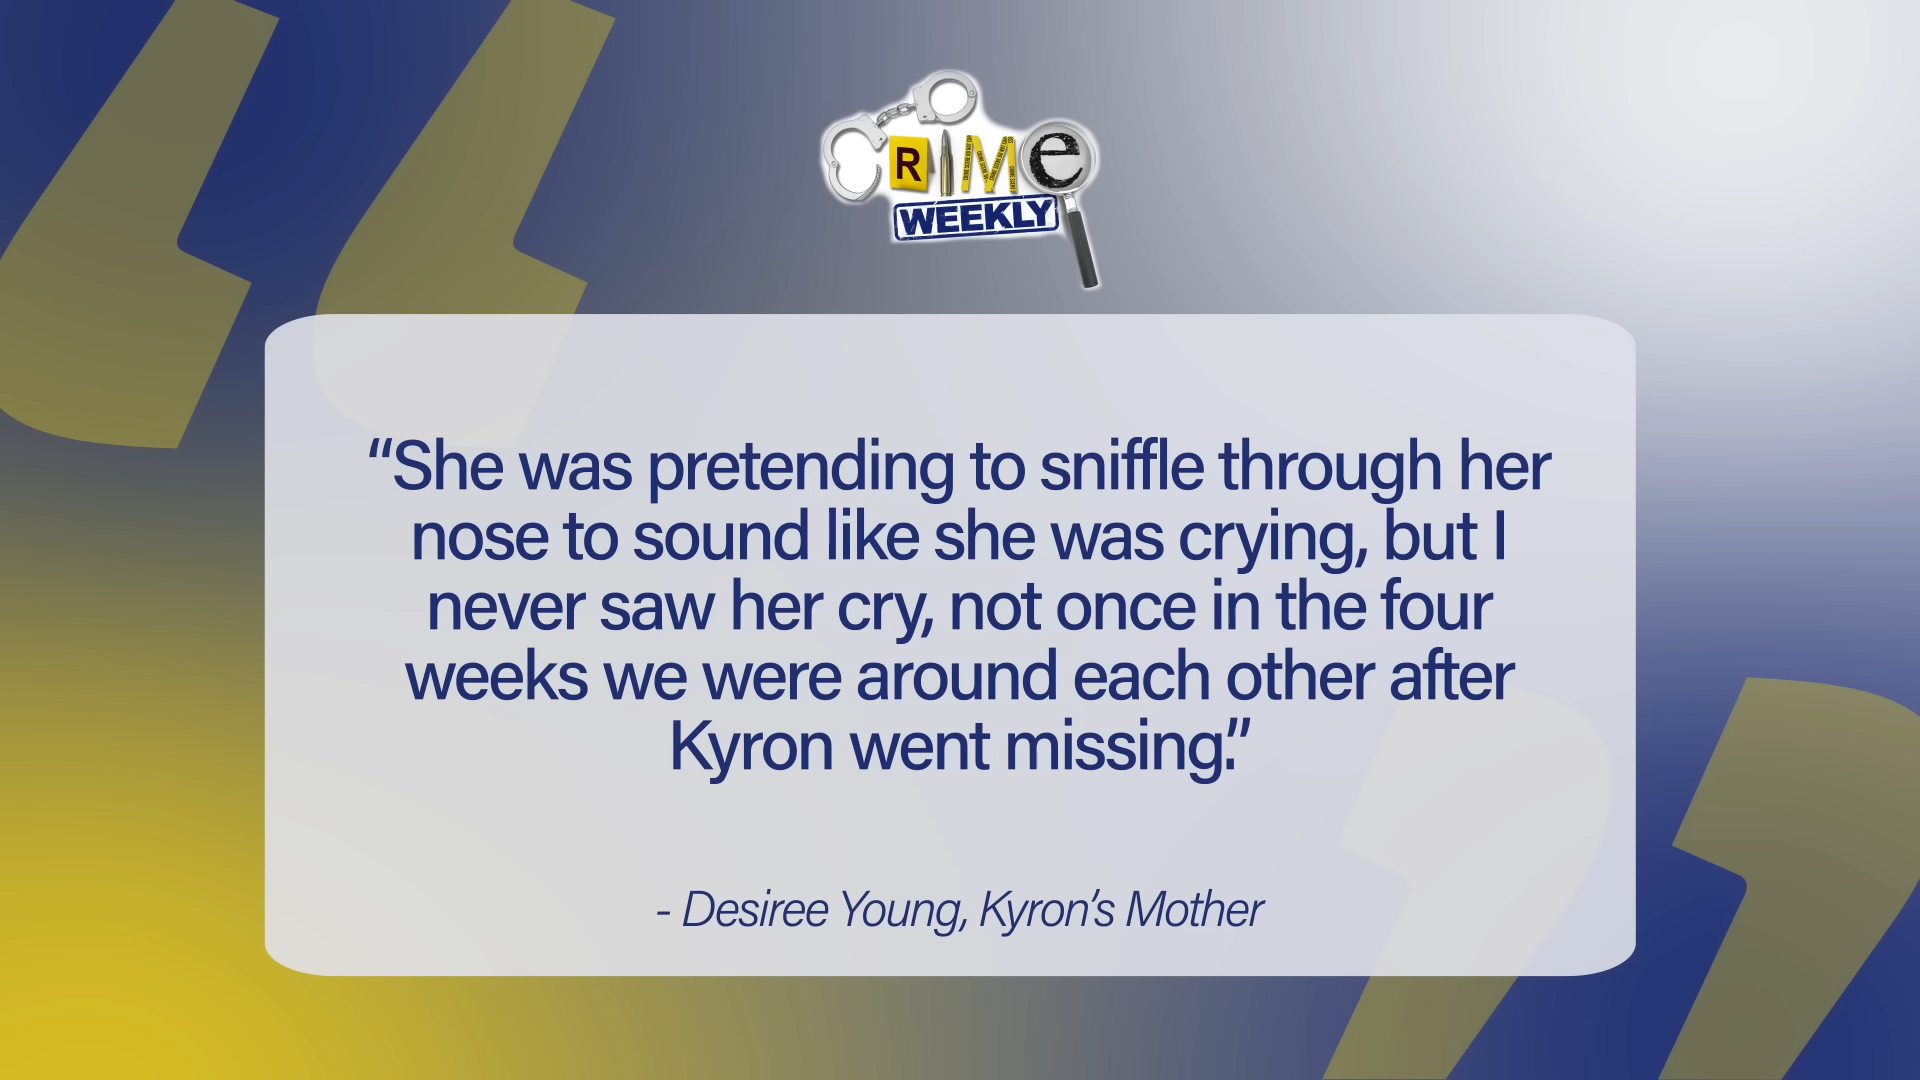 CRIMe
WEEKLY
“She was pretending to sniffle through her
nose to sound like she was crying, but I
never saw her cry, not once in the four
weeks we were around each other after
Kyron went missing.”
- Desiree Young, Kyron’s Mother